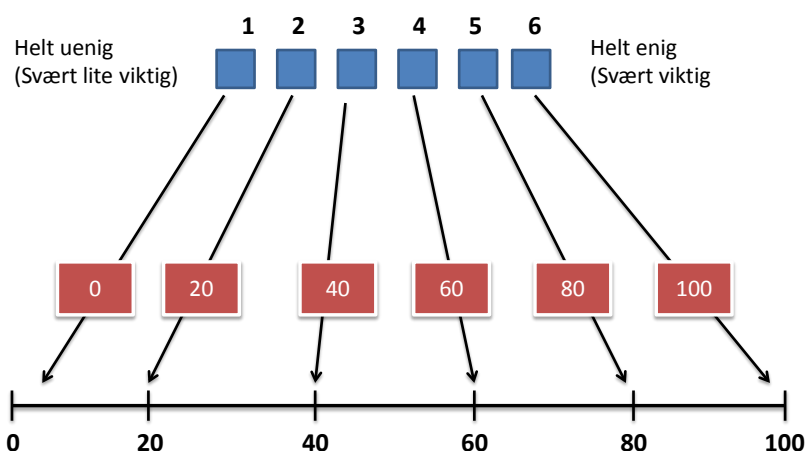 1 2 3 4 5 6
Helt uenig
(Svært lite viktig)
Helt enig
(Svært viktig
0 20 40 60 80 100
0 20 40 60 80 100